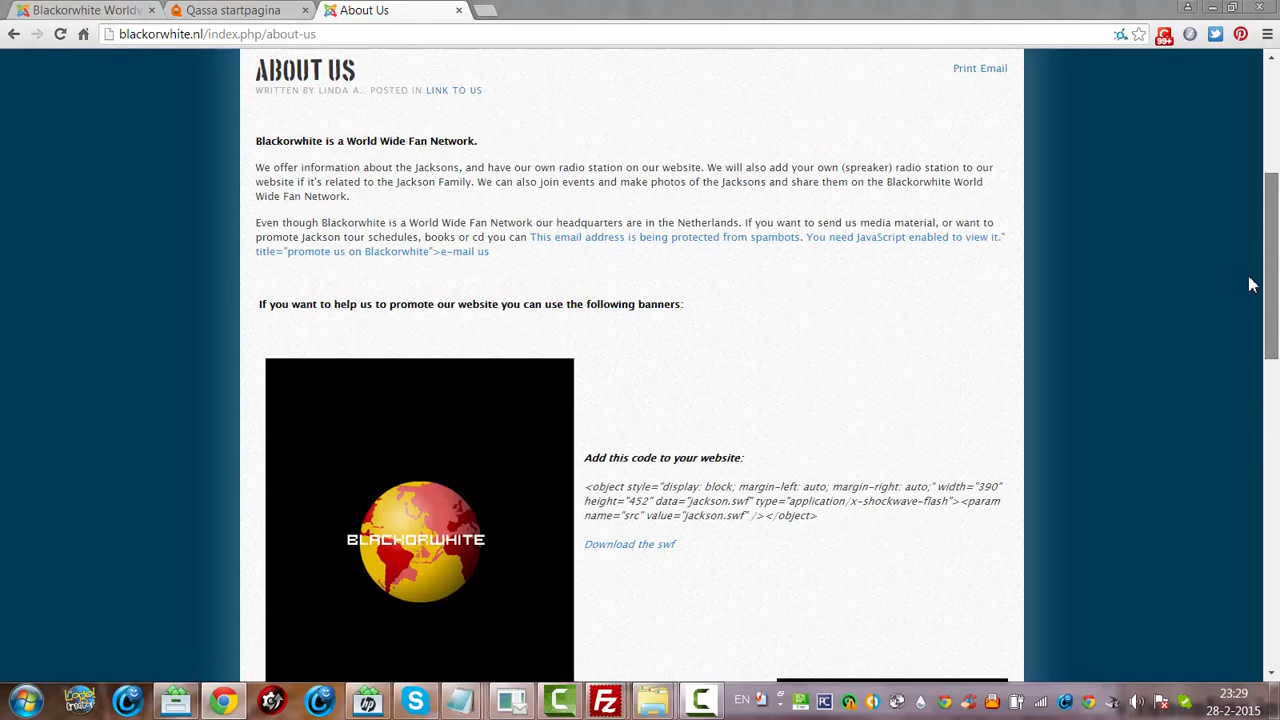 Blackorwhite Worldw
Qassa startpagina
About Us
blackorwhite.nl/index.php/about-us
99+
ABOUT US
Print Email
WRITTEN BY LINDA A.. POSTED IN LINK TO US
Blackorwhite is a World Wide Fan Network.
We offer information about the Jacksons, and have our own radio station on our website. We will also add your own (spreaker) radio station to our
website if it's related to the Jackson Family. We can also join events and make photos of the Jacksons and share them on the Blackorwhite World
Wide Fan Network.
Even though Blackorwhite is a World Wide Fan Network our headquarters are in the Netherlands. If you want to send us media material, or want to
promote Jackson tour schedules, books or cd you can This email address is being protected from spambots. You need JavaScript enabled to view it."
title="promote us on Blackorwhite">e-mail us
If you want to help us to promote our website you can use the following banners:
BLACKORWHITE
Add this code to your website:
<object style="display: block; margin-left: auto; margin-right: auto;" width="390"
height="452" data="jackson.swf" type="application/x-shockwave-flash"><param
name="src" value="jackson.swf" /></object>
Download the swf
EN
23:29
28-2-2015